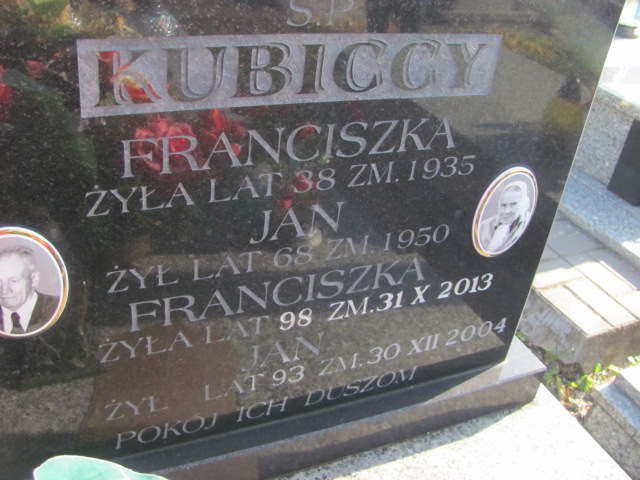 Ś.P.
KUBICCY
FRANCISZKA
ŻYŁA LAT 38 ZM. 1935
JAN
ŻYŁ LAT 68 ZM 1950
FRANCISZKA
ŻYŁA LAT 98 ZM. 31 X 2013
JAN
ŻYŁ LAT 93 ZM. 30 XII 2004
POKÓJ ICH DUSZOM